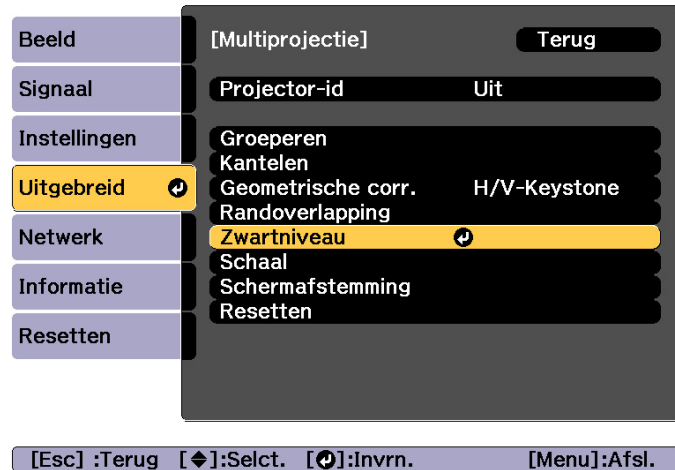 Beeld
Signaal
Instellingen
Uitgebreid
Netwerk
Informatie
Resetten
[Multiprojectie] Terug
Projector-id Uit
Groeperen
Kantelen
Geometrische corr. H/V-Keystone
Randoverlapping
Zwartniveau
Schaal
Schermafstemming
Resetten
[Esc] :Terug [◆]:Selct. [⏎]:Invrn. [Menu]:Afsl.